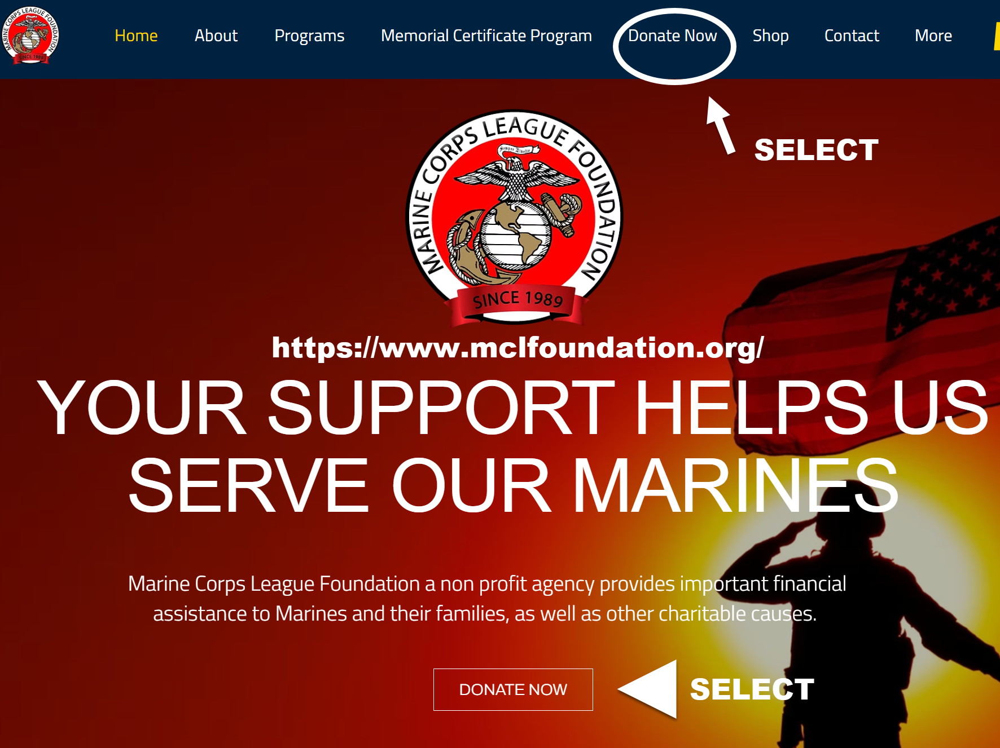 MARINE CORPS LEAGUE FOUNDATION
SINCE 1989
Home About Programs Memorial Certificate Program Donate Now Shop Contact More
SELECT
MARINE CORPS LEAGUE FOUNDATION
Semper Fidelis
SINCE 1989
https://www.mclfoundation.org/
YOUR SUPPORT HELPS US
SERVE OUR MARINES
Marine Corps League Foundation a non profit agency provides important financial
assistance to Marines and their families, as well as other charitable causes.
DONATE NOW
SELECT